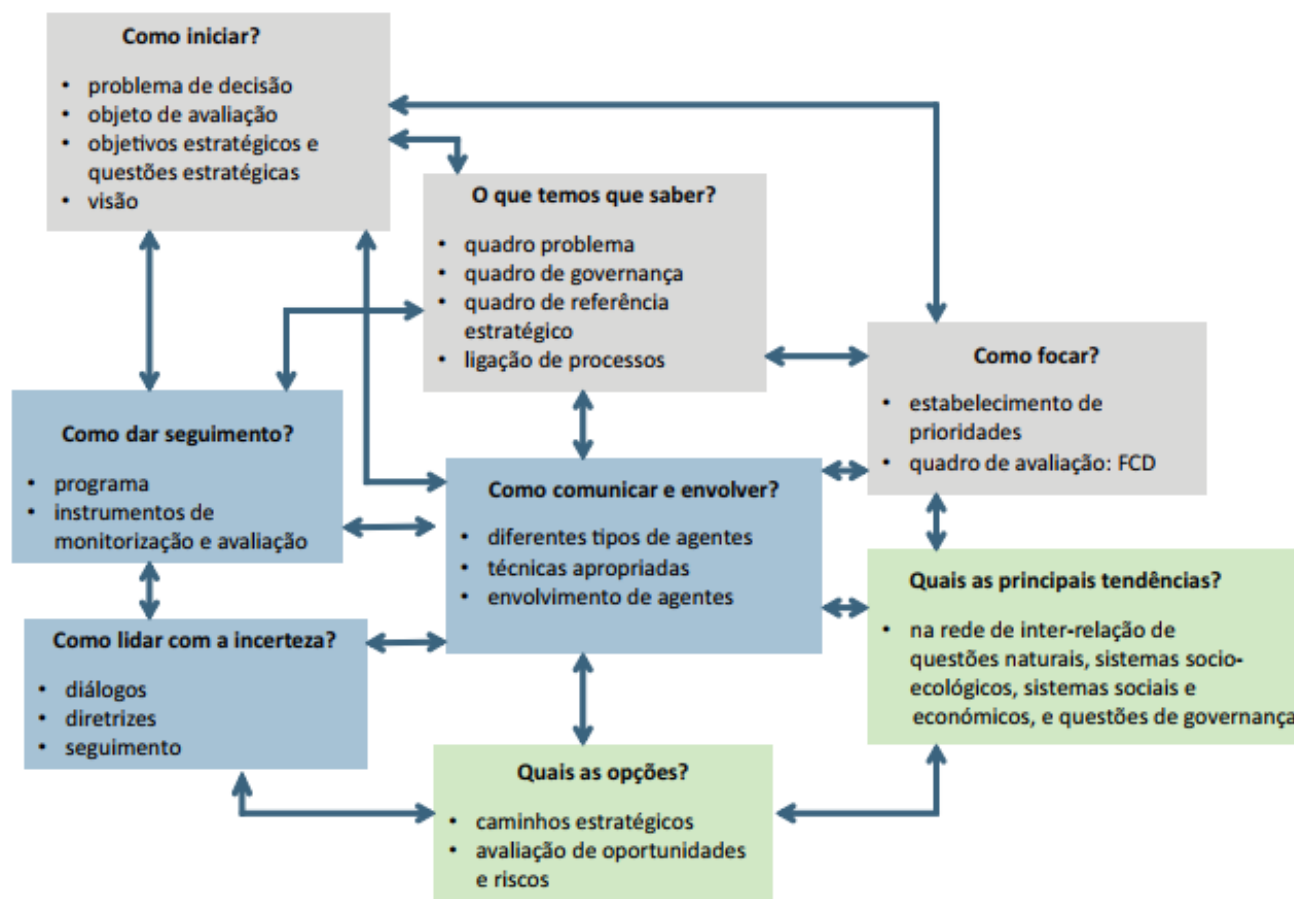 Como iniciar?
• problema de decisão
• objeto de avaliação
• objetivos estratégicos e
questões estratégicas
• visão
O que temos que saber?
• quadro problema
• quadro de governança
• quadro de referência
estratégico
• ligação de processos
Como focar?
• estabelecimento de
prioridades
• quadro de avaliação: FCD
Como dar seguimento?
• programa
• instrumentos de
monitorização e avaliação
Como comunicar e envolver?
• diferentes tipos de agentes
• técnicas apropriadas
• envolvimento de agentes
Quais as principais tendências?
• na rede de inter-relação de
questões naturais, sistemas socio-
ecológicos, sistemas sociais e
económicos, e questões de governança
Como lidar com a incerteza?
• diálogos
• diretrizes
• seguimento
Quais as opções?
• caminhos estratégicos
• avaliação de oportunidades
e riscos